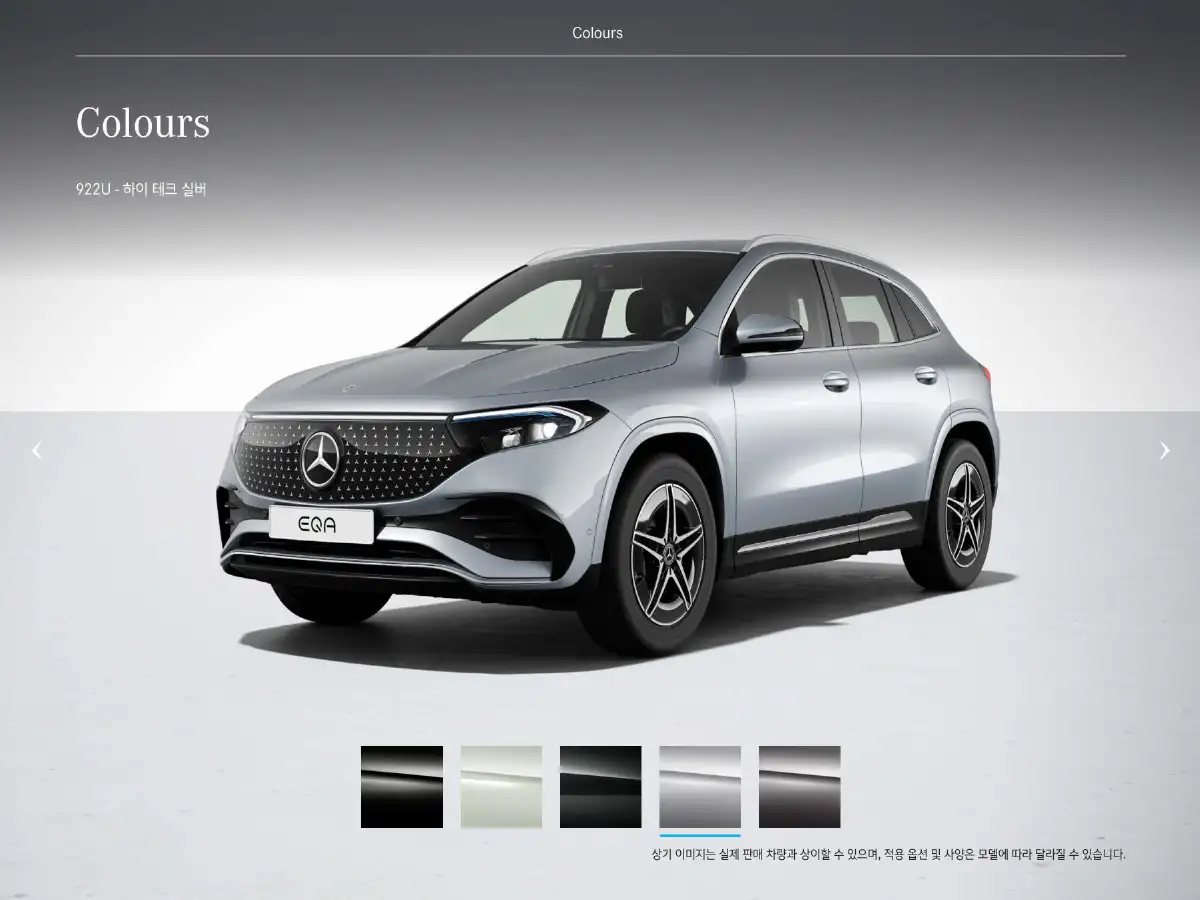 Colours
Colours
922U - 하이 테크 실버
EQA
상기 이미지는 실제 판매 차량과 상이할 수 있으며, 적용 옵션 및 사양은 모델에 따라 달라질 수 있습니다.